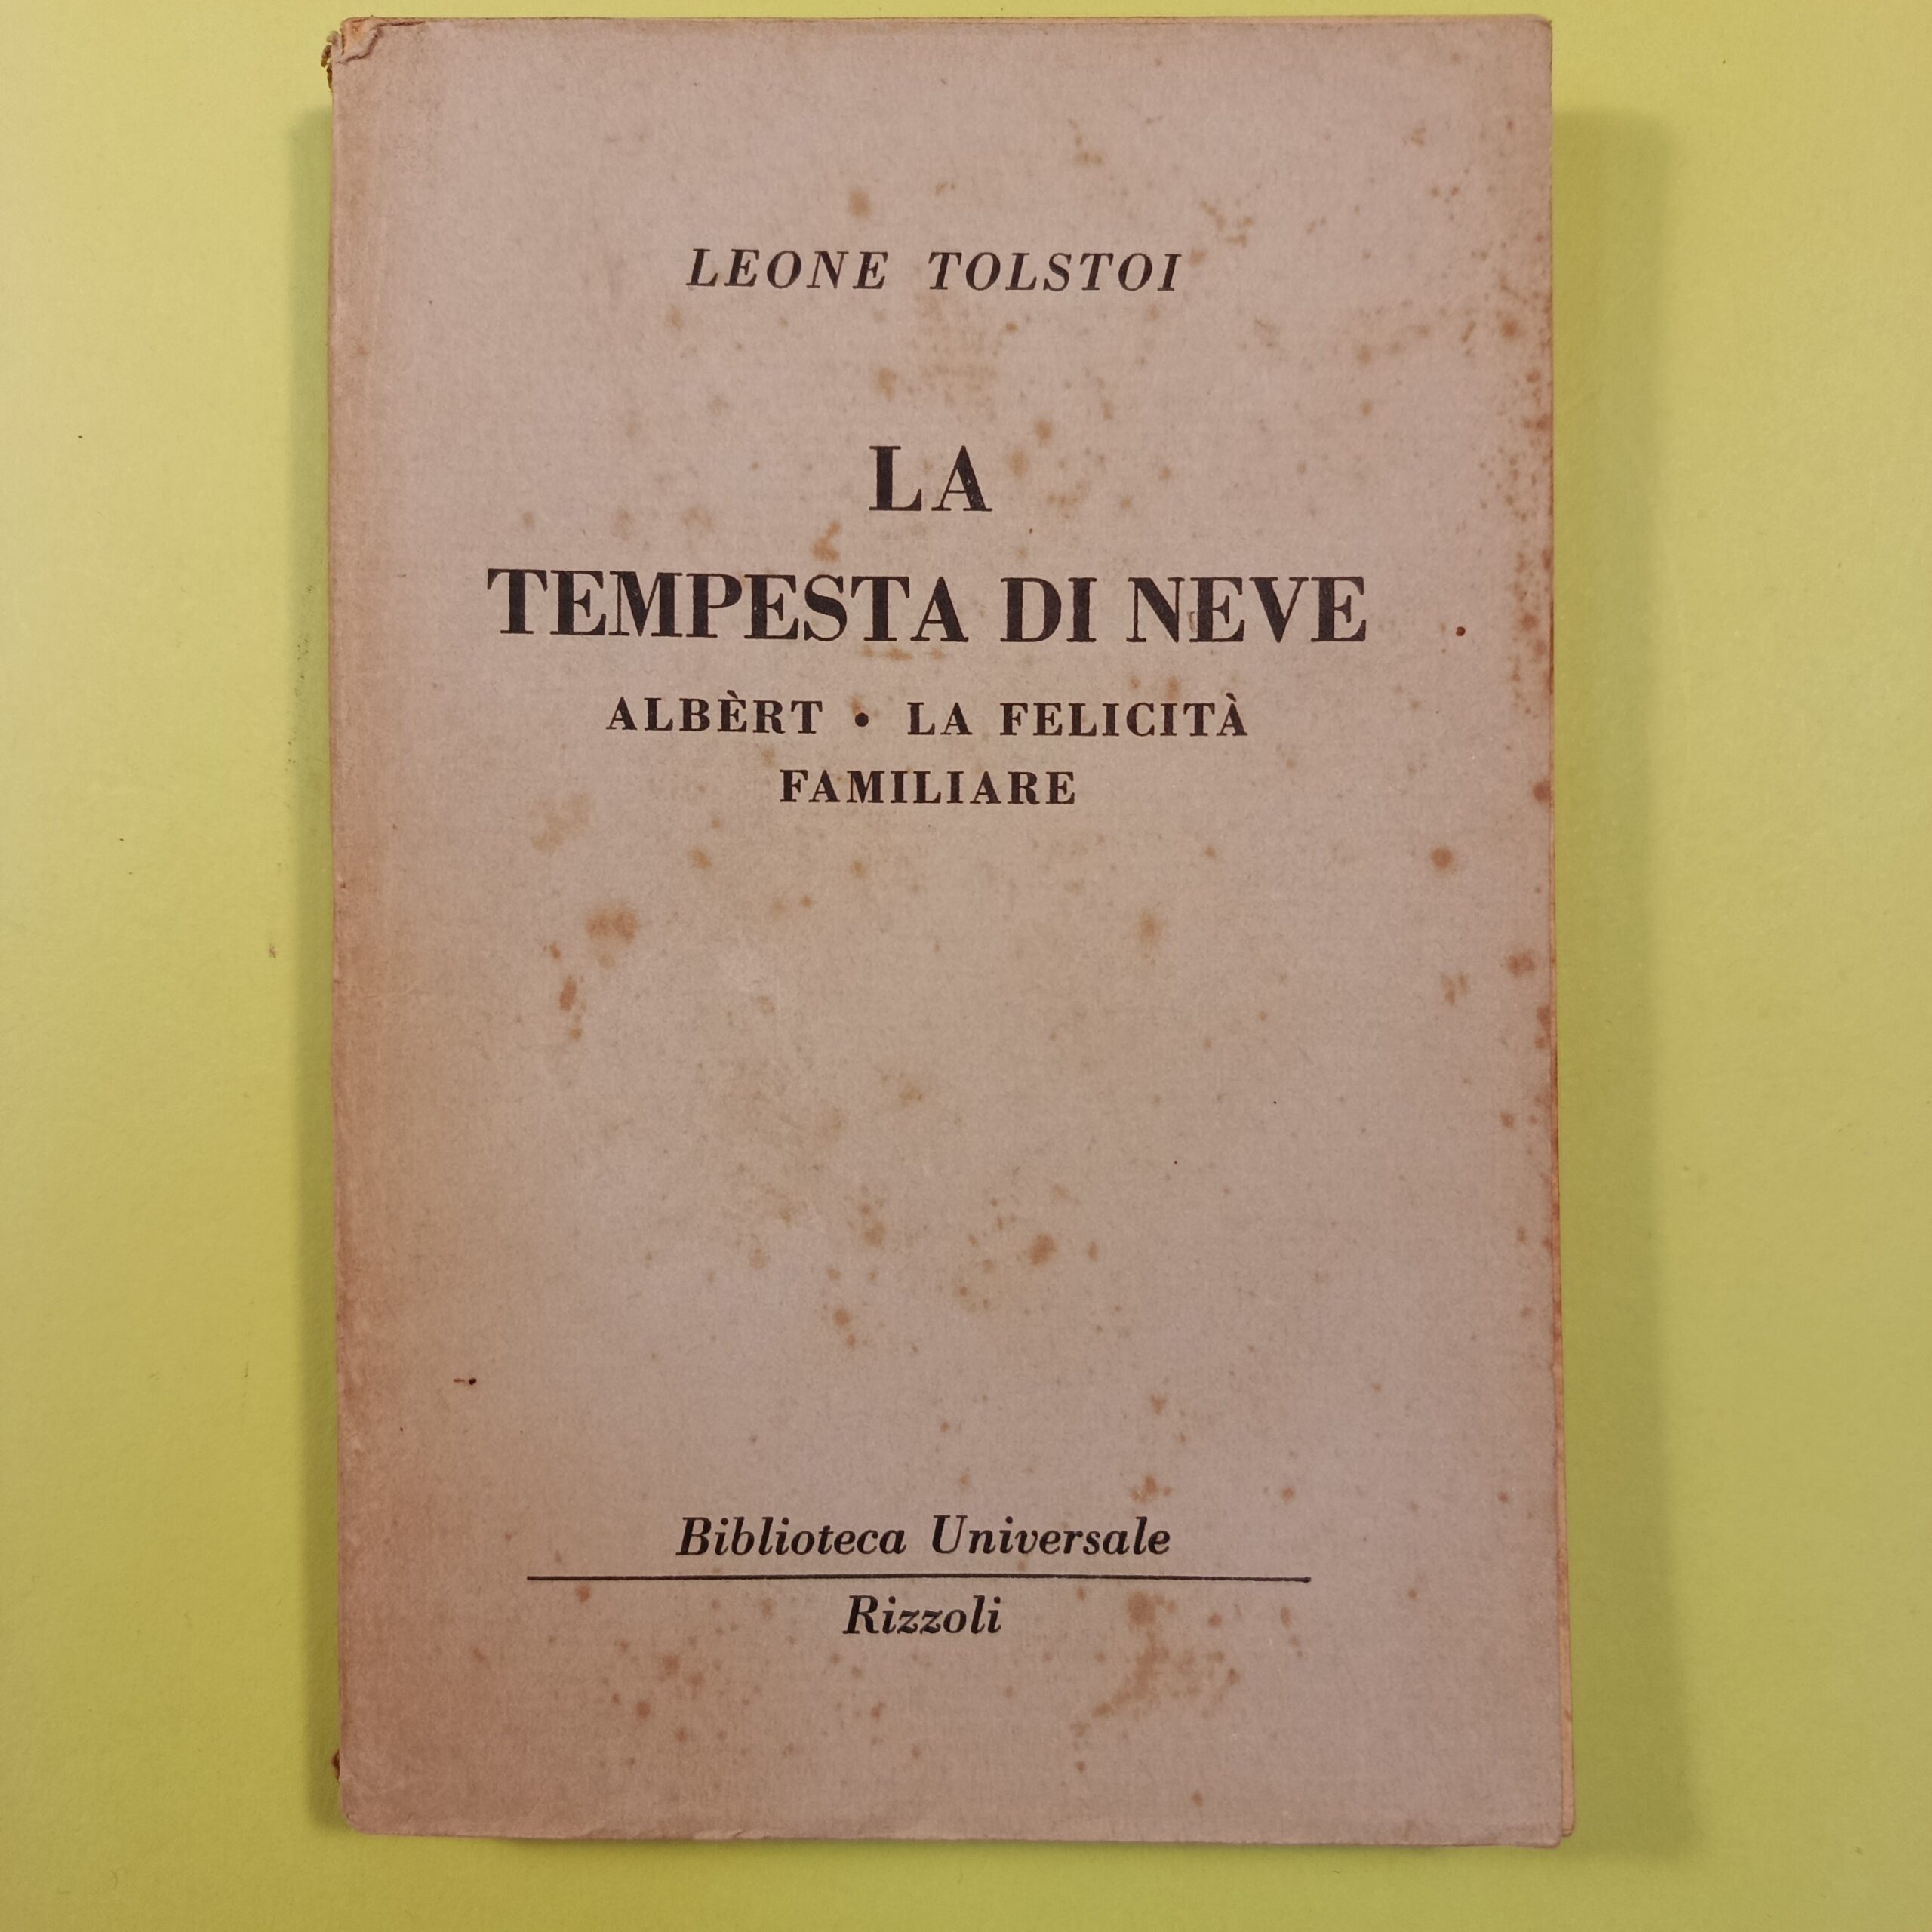 LEONE TOLSTOI
LA
TEMPESTA DI NEVE
ALBÈRT • LA FELICITÀ
FAMILIARE
Biblioteca Universale
Rizzoli